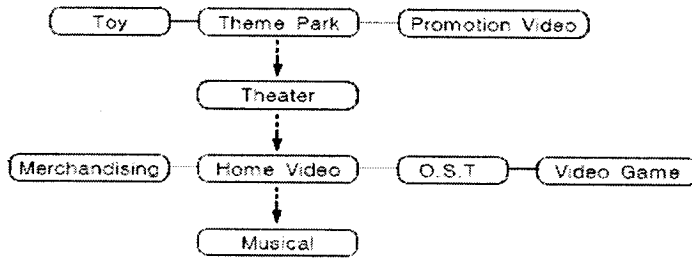 Toy Theme Park Promotion Video
Theater
Merchandising Home Video O.S.T Video Game
Musical